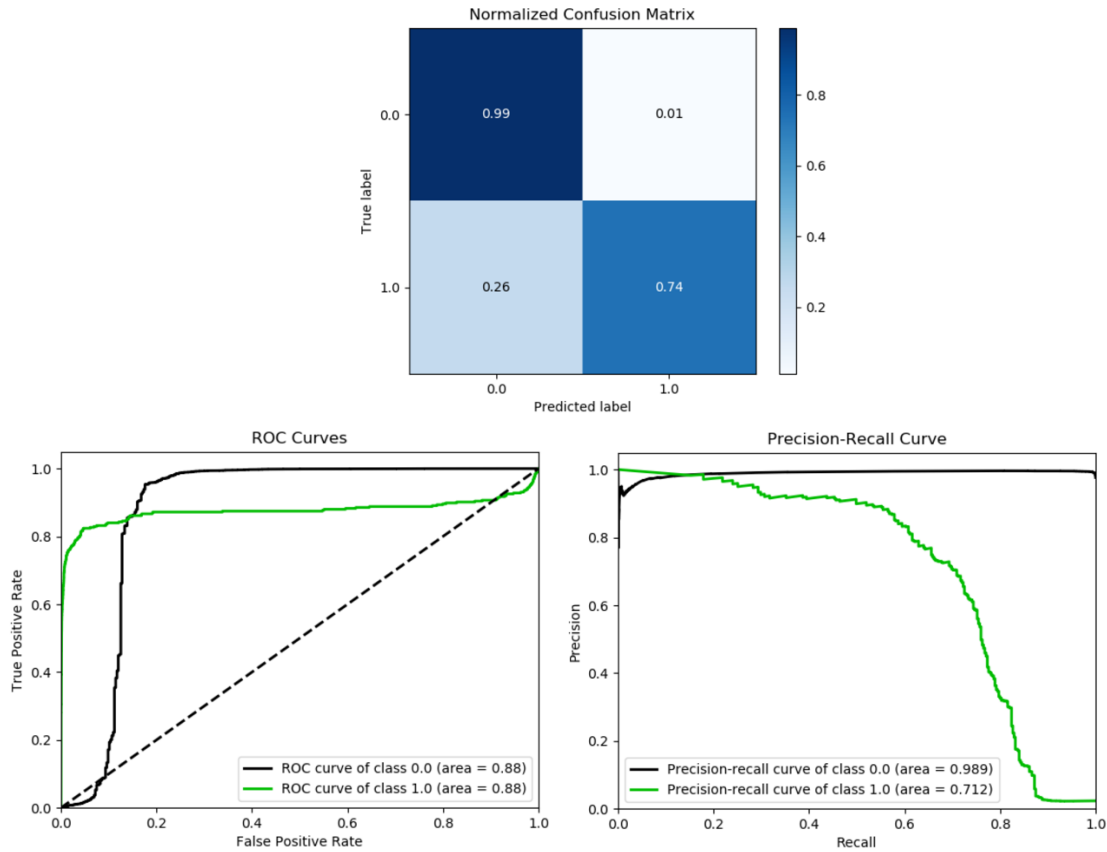 Normalized Confusion Matrix
0.99 0.01
0.26 0.74
0.0
1.0
True label
0.0 1.0
Predicted label
0.8
0.6
0.4
0.2
ROC Curves
1.0
0.8
0.6
0.4
0.2
0.0
True Positive Rate
ROC curve of class 0.0 (area = 0.88)
ROC curve of class 1.0 (area = 0.88)
0.0 0.2 0.4 0.6 0.8 1.0
False Positive Rate
Precision-Recall Curve
1.0
0.8
0.6
0.4
0.2
0.0
Precision
Precision-recall curve of class 0.0 (area = 0.989)
Precision-recall curve of class 1.0 (area = 0.712)
0.0 0.2 0.4 0.6 0.8 1.0
Recall